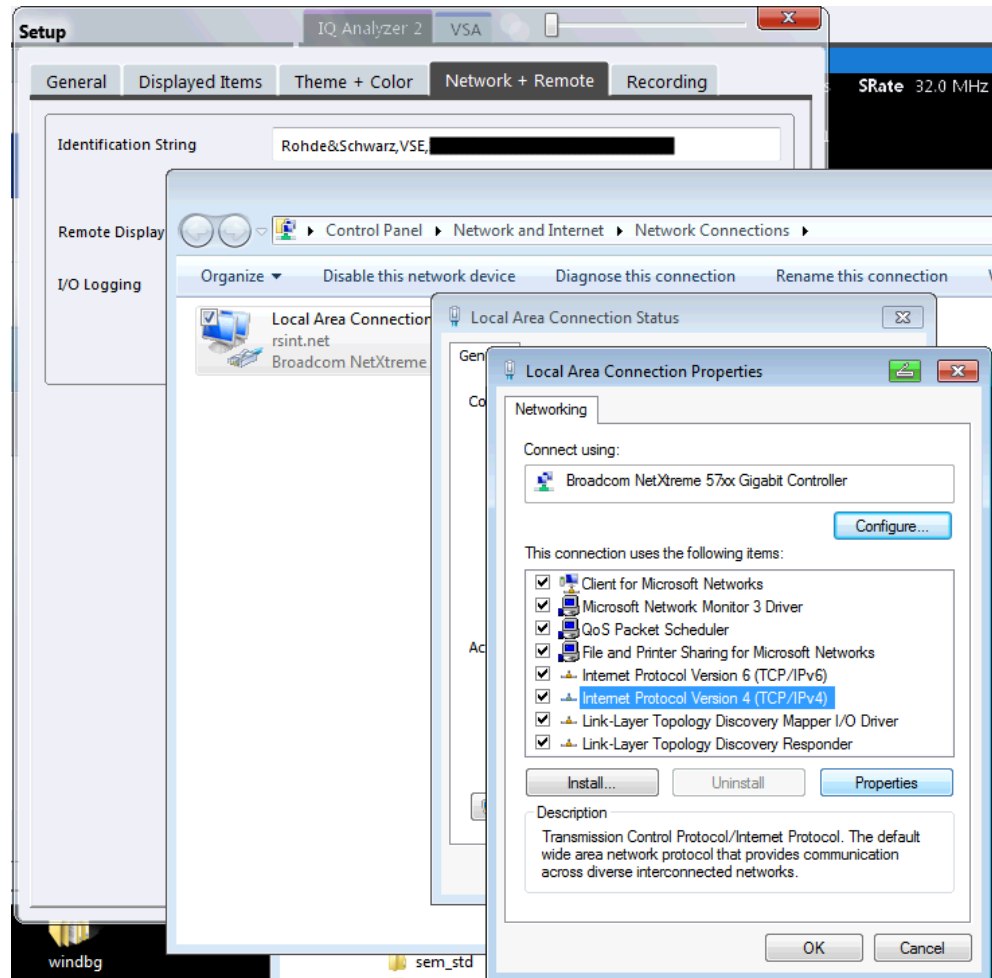 Setup
IQ Analyzer 2
VSA
General
Displayed Items
Theme + Color
Network + Remote
Recording
SRate 32.0 MHz
Identification String
Rohde&Schwarz,VSE,
Remote Display
I/O Logging
Control Panel
Network and Internet
Network Connections
Organize
Disable this network device
Diagnose this connection
Rename this connection
Local Area Connection
rsint.net
Broadcom NetXtreme
Local Area Connection Status
Gen
Co
Ac
Local Area Connection Properties
Networking
Connect using:
Broadcom NetXtreme 57xx Gigabit Controller
Configure...
This connection uses the following items:
Client for Microsoft Networks
Microsoft Network Monitor 3 Driver
QoS Packet Scheduler
File and Printer Sharing for Microsoft Networks
Internet Protocol Version 6 (TCP/IPv6)
Internet Protocol Version 4 (TCP/IPv4)
Link-Layer Topology Discovery Mapper I/O Driver
Link-Layer Topology Discovery Responder
Install...
Uninstall
Properties
Description
Transmission Control Protocol/Internet Protocol. The default
wide area network protocol that provides communication
across diverse interconnected networks.
OK
Cancel
windbg
sem_std